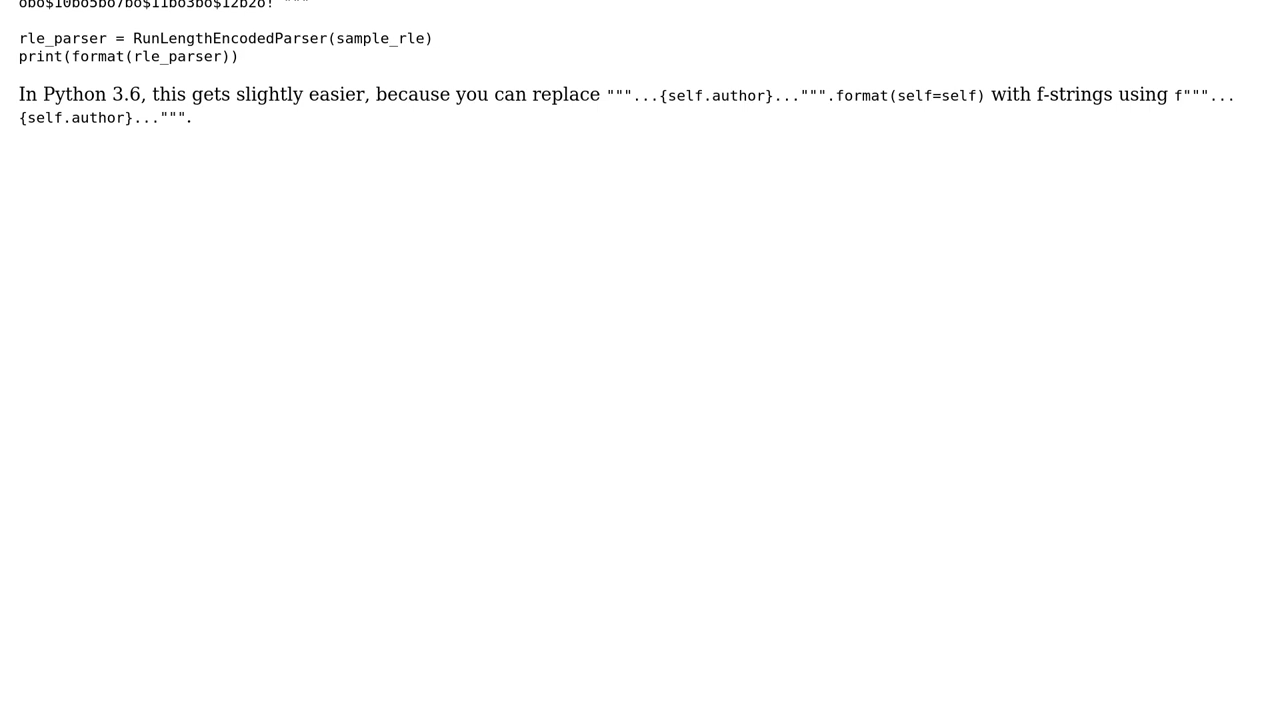 obo$10bo5bo7bo$11bo3bo$12b2o! """
rle_parser = RunLengthEncodedParser(sample_rle)
print(format(rle_parser))
In Python 3.6, this gets slightly easier, because you can replace """...{self.author}...""".format(self=self) with f-strings using f"""...
{self.author}...""".